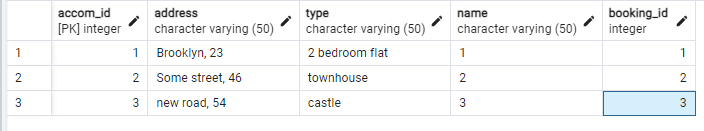 accom_id address type name booking_id
[PK] integer character varying (50) character varying (50) character varying (50) integer
1 1 Brooklyn, 23 2 bedroom flat 1 1
2 2 Some street, 46 townhouse 2 2
3 3 new road, 54 castle 3 3